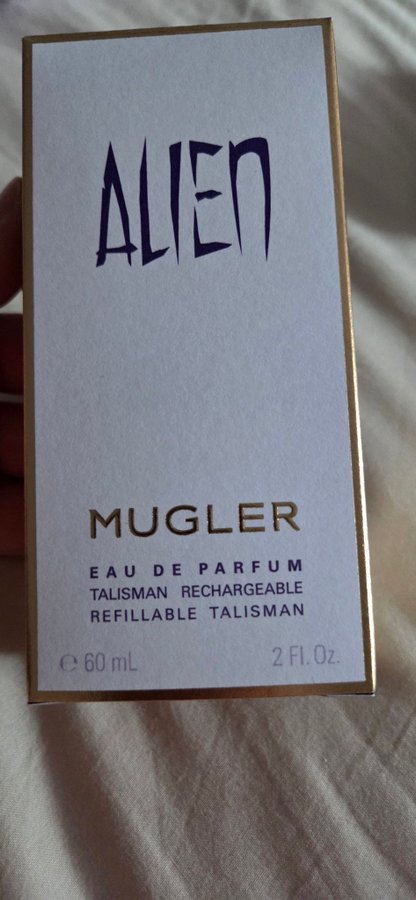 ALIEN
MUGLER
EAU DE PARFUM
TALISMAN RECHARGEABLE
REFILLABLE TALISMAN
℮ 60 mL 2 Fl. Oz.